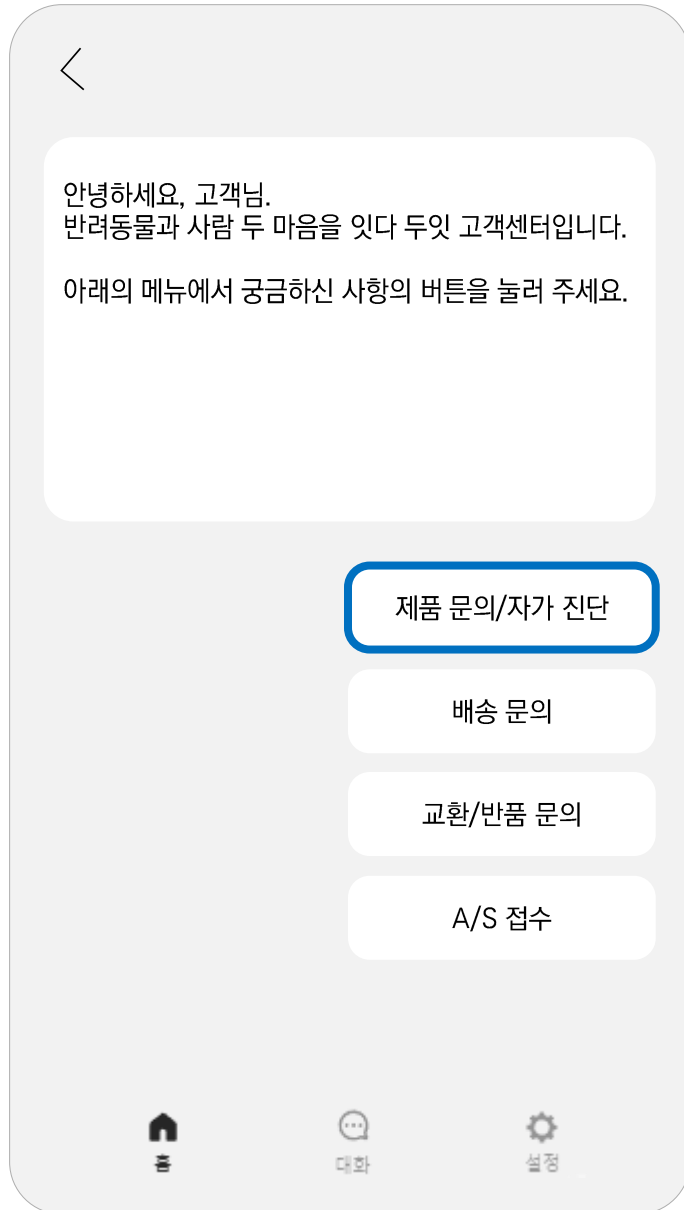 안녕하세요, 고객님.
반려동물과 사람 두 마음을 잇다 두잇 고객센터입니다.
아래의 메뉴에서 궁금하신 사항의 버튼을 눌러 주세요.
제품 문의/자가 진단
배송 문의
교환/반품 문의
A/S 접수
홈 대화 설정